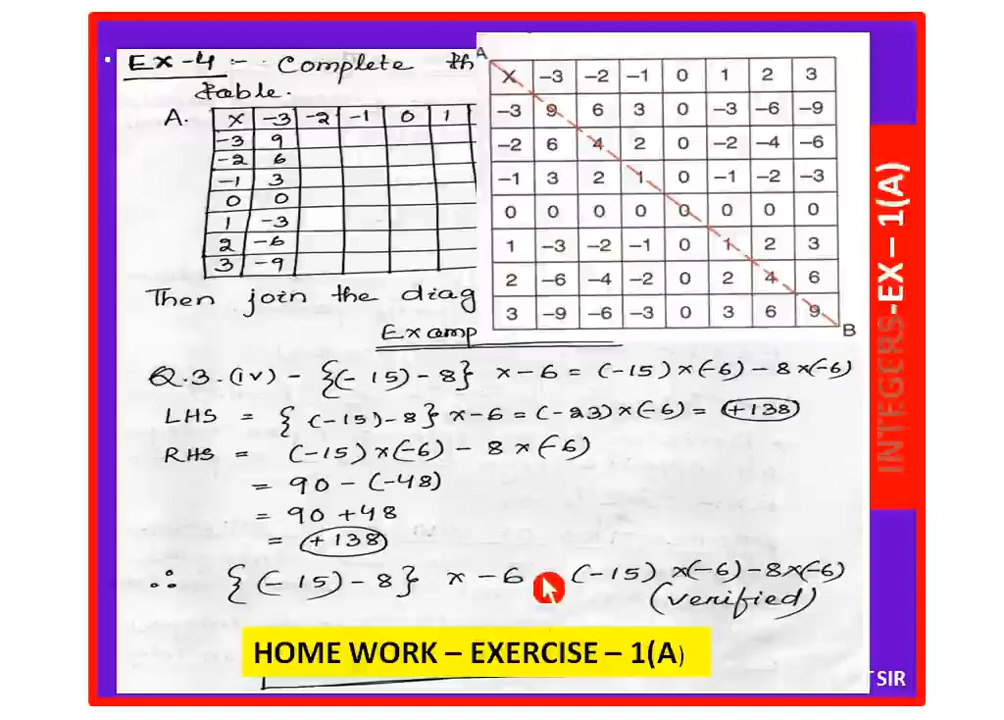 Ex-4:- Complete th
table.
A.
x -3 -2 -1 0 1
-3 9
-2 6
-1 3
0 0
1 -3
2 -6
3 -9
Then join the diag
Examp
A
X −3 −2 −1 0 1 2 3
−3 9 6 3 0 −3 −6 −9
−2 6 4 2 0 −2 −4 −6
−1 3 2 1 0 −1 −2 −3
0 0 0 0 0 0 0 0
1 −3 −2 −1 0 1 2 3
2 −6 −4 −2 0 2 4 6
3 −9 −6 −3 0 3 6 9
B
Q.3.(iv) - {(-15)-8} x-6 = (-15)x(-6)-8x(-6)
LHS = { (-15)-8} x-6 = (-23)x(-6) = +138
RHS = (-15)x(-6) - 8x(-6)
= 90 - (-48)
= 90 + 48
= +138
∴ {(-15)-8} x-6 (-15) x(-6)-8x(-6)
(verified)
HOME WORK – EXERCISE – 1(A)
INTEGERS-EX – 1(A)
SIR